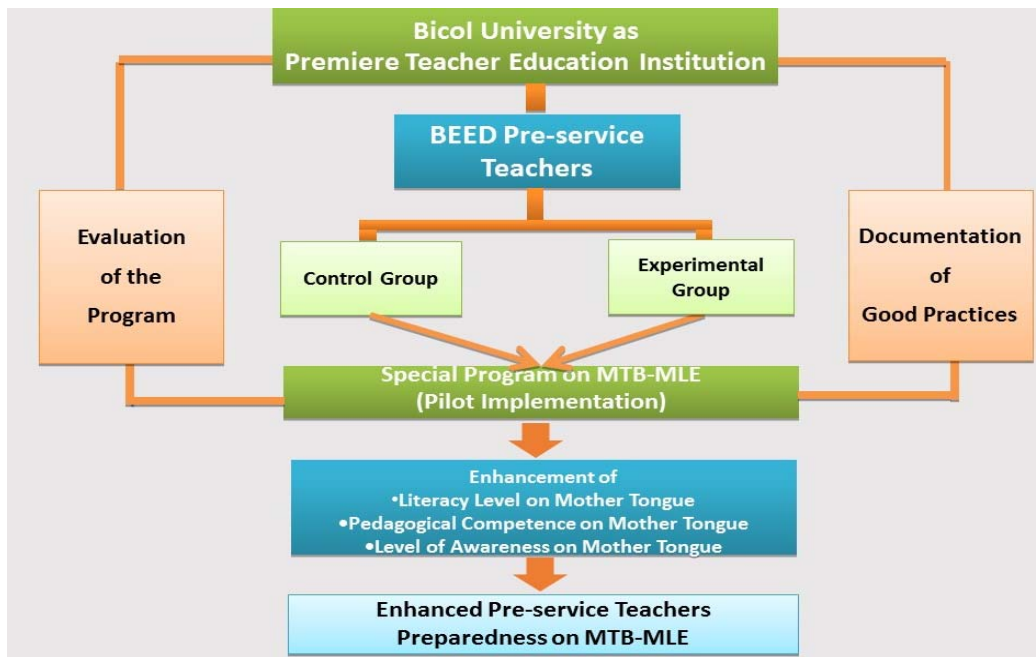 Bicol University as
Premiere Teacher Education Institution
BEED Pre-service
Teachers
Evaluation
of the
Program
Control Group
Experimental
Group
Documentation
of
Good Practices
Special Program on MTB-MLE
(Pilot Implementation)
Enhancement of
•Literacy Level on Mother Tongue
•Pedagogical Competence on Mother Tongue
•Level of Awareness on Mother Tongue
Enhanced Pre-service Teachers
Preparedness on MTB-MLE